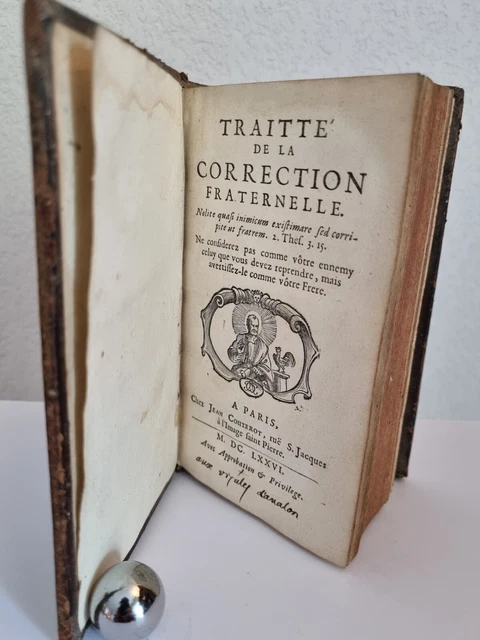 TRAITTE'
DE LA
CORRECTION
FRATERNELLE.
Nolite quasi inimicum existimare sed corri-
pite ut fratrem. 2. Thes. 3. 15.
Ne considerez pas comme vôtre ennemy
celuy que vous devez reprendre, mais
avertissez-le comme vôtre Frere.
A PARIS,
Chez JEAN COUTEROT, ruë S. Jacques
à l'Image saint Pierre.
M. DC. LXXVI.
Avec Approbation & Privilege.
aux